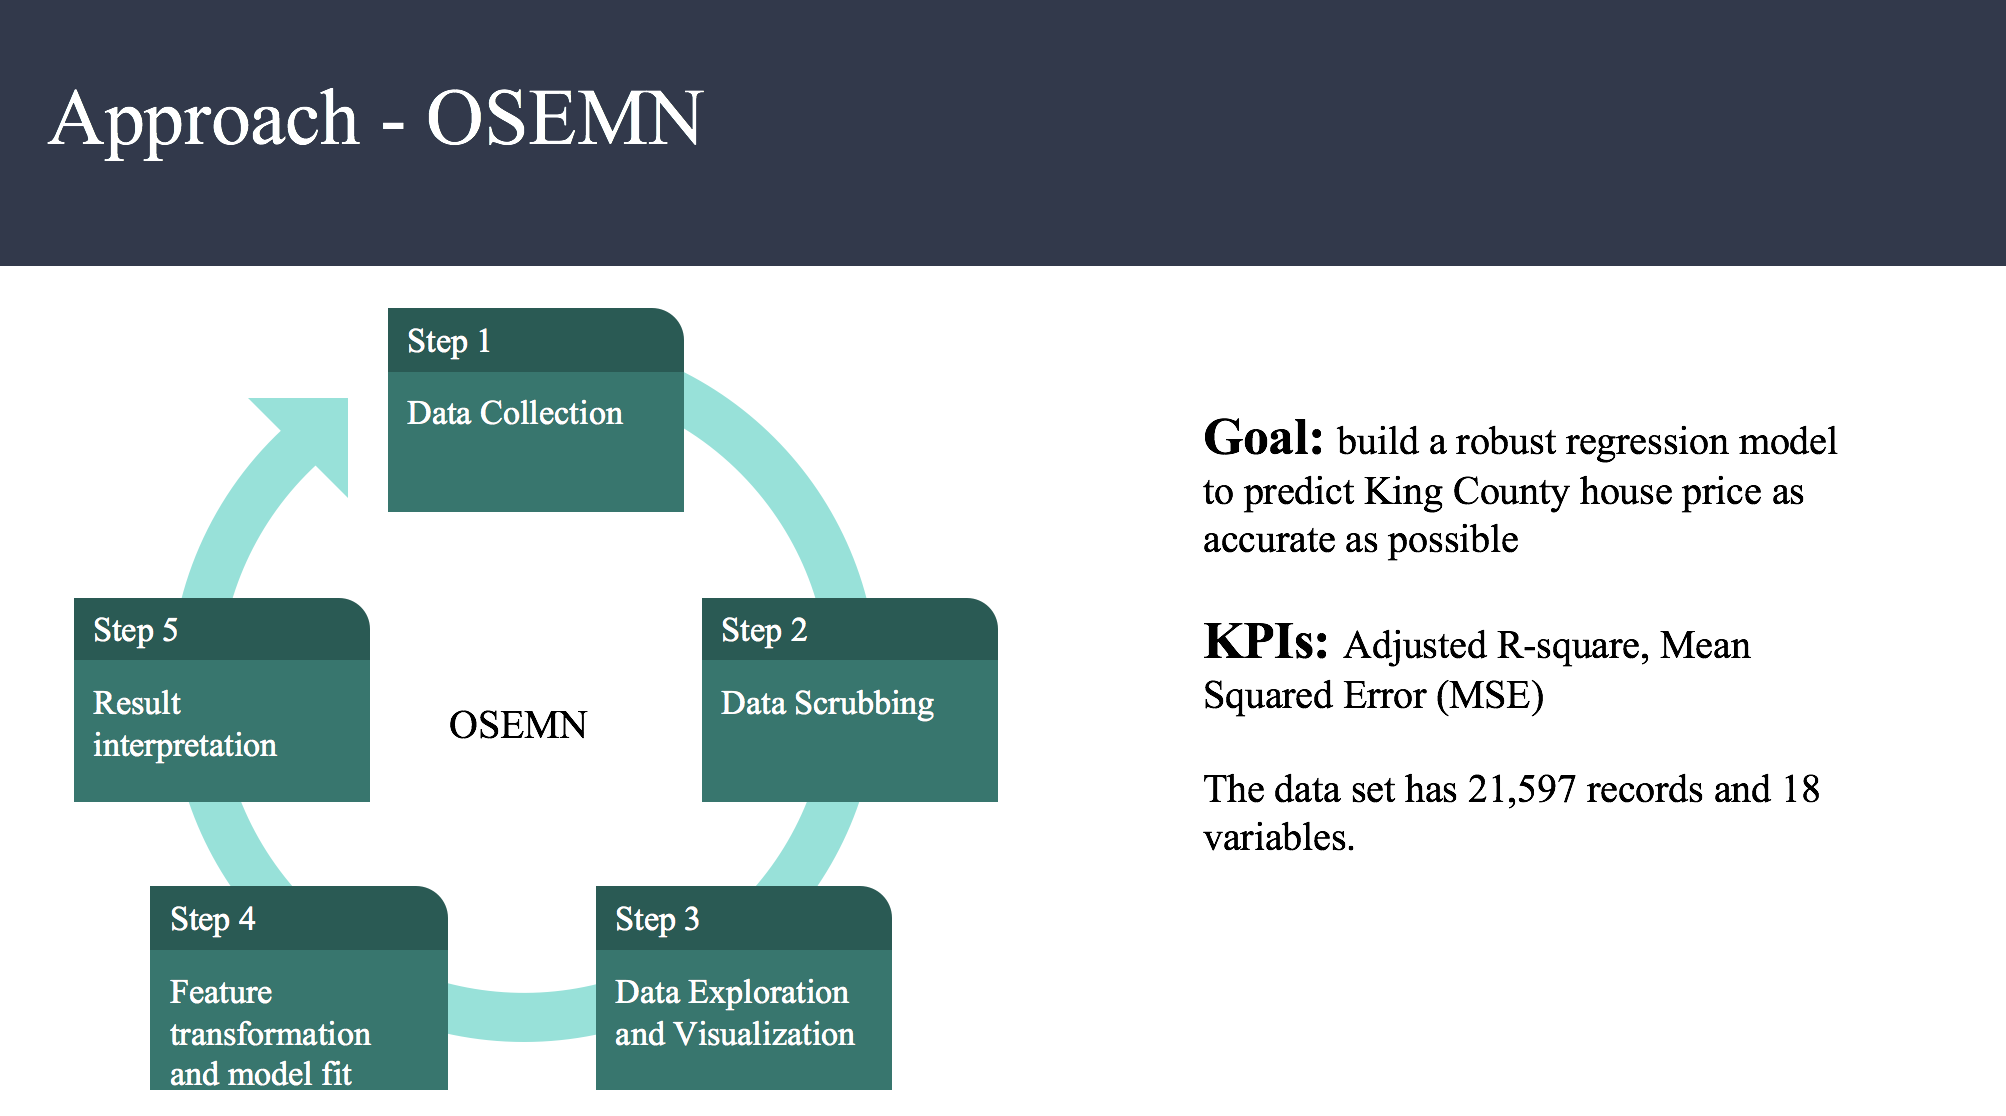 Approach - OSEMN
Step 1
Data Collection
Step 2
Data Scrubbing
Step 3
Data Exploration
and Visualization
Step 4
Feature
transformation
and model fit
Step 5
Result
interpretation
OSEMN
Goal: build a robust regression model
to predict King County house price as
accurate as possible
KPIs: Adjusted R-square, Mean
Squared Error (MSE)
The data set has 21,597 records and 18
variables.